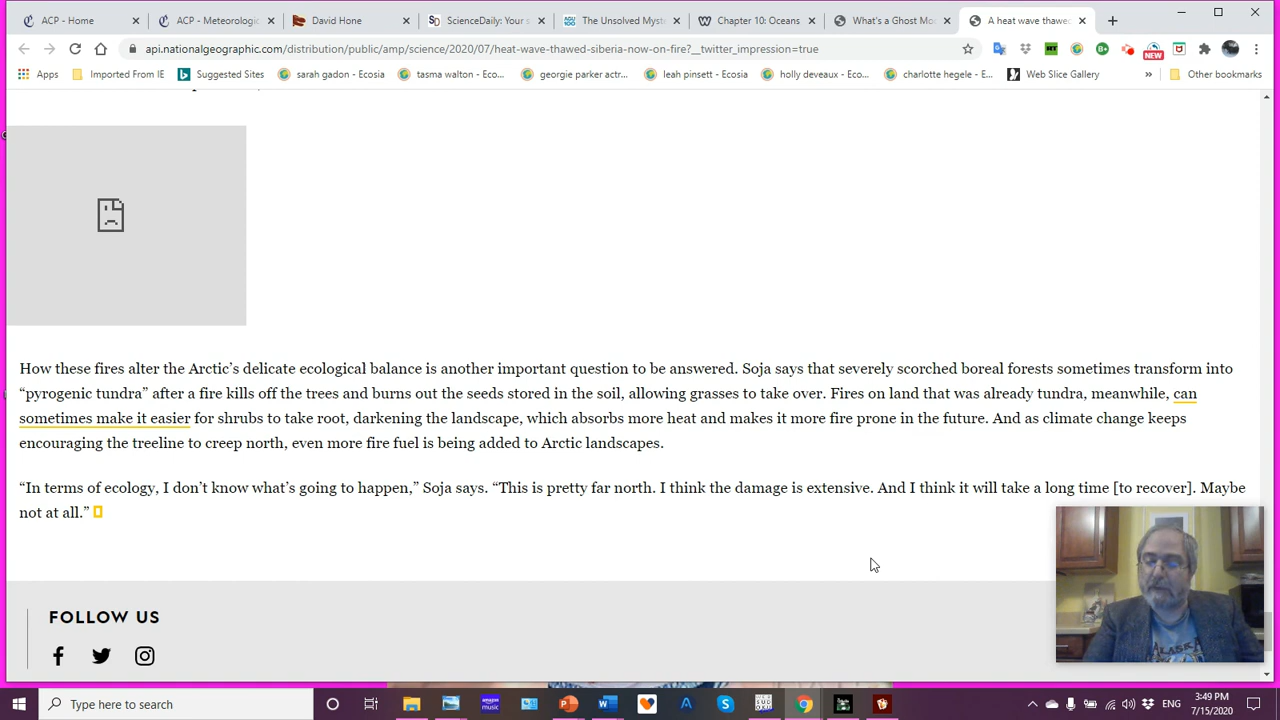 ACP - Home
ACP - Meteorologic
David Hone
ScienceDaily: Your s
The Unsolved Myst
Chapter 10: Oceans
What's a Ghost Mo
A heat wave thawed
api.nationalgeographic.com/distribution/public/amp/science/2020/07/heat-wave-thawed-siberia-now-on-fire?__twitter_impression=true
NEW
Apps
Imported From IE
Suggested Sites
sarah gadon - Ecosia
tasma walton - Eco...
georgie parker actr...
leah pinsett - Ecosia
holly deveaux - Eco...
charlotte hegele - E...
Web Slice Gallery
»
Other bookmarks
How these fires alter the Arctic’s delicate ecological balance is another important question to be answered. Soja says that severely scorched boreal forests sometimes transform into
“pyrogenic tundra” after a fire kills off the trees and burns out the seeds stored in the soil, allowing grasses to take over. Fires on land that was already tundra, meanwhile, can
sometimes make it easier for shrubs to take root, darkening the landscape, which absorbs more heat and makes it more fire prone in the future. And as climate change keeps
encouraging the treeline to creep north, even more fire fuel is being added to Arctic landscapes.
“In terms of ecology, I don’t know what’s going to happen,” Soja says. “This is pretty far north. I think the damage is extensive. And I think it will take a long time [to recover]. Maybe
not at all.”
ALASKA
FOLLOW US
Type here to search
ENG
3:49 PM
7/15/2020